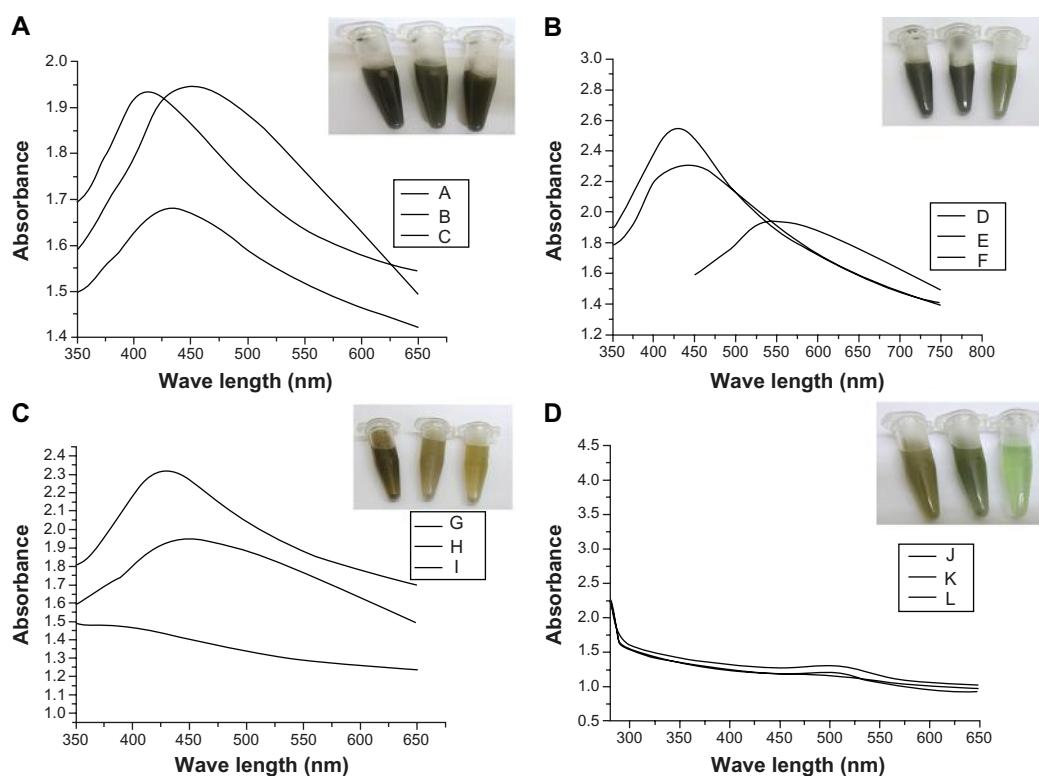 A
2.0
1.9
1.8
1.7
1.6
1.5
1.4
Absorbance
A
B
C
350 400 450 500 550 600 650
Wave length (nm)
B
3.0
2.8
2.6
2.4
2.2
2.0
1.8
1.6
1.4
1.2
Absorbance
D
E
F
350 400 450 500 550 600 650 700 750 800
Wave length (nm)
C
2.3
2.2
2.1
2.0
1.9
1.8
1.7
1.6
1.5
1.4
1.3
1.2
1.1
1.0
Absorbance
G
H
I
350 400 450 500 550 600 650
Wave length (nm)
D
4.5
4.0
3.5
3.0
2.5
2.0
1.5
1.0
0.5
Absorbance
J
K
L
300 350 400 450 500 550 600 650
Wave length (nm)